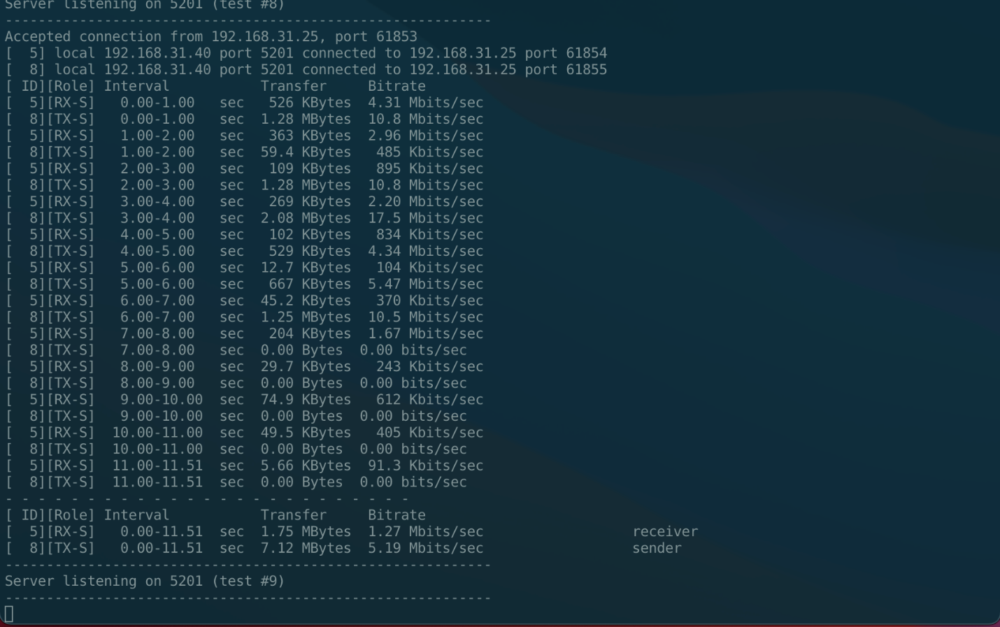 Server listening on 5201 (test #8)
-----------------------------------------------------------
Accepted connection from 192.168.31.25, port 61853
[  5] local 192.168.31.40 port 5201 connected to 192.168.31.25 port 61854
[  8] local 192.168.31.40 port 5201 connected to 192.168.31.25 port 61855
[ ID][Role] Interval           Transfer     Bitrate
[  5][RX-S]   0.00-1.00   sec   526 KBytes  4.31 Mbits/sec
[  8][TX-S]   0.00-1.00   sec  1.28 MBytes  10.8 Mbits/sec
[  5][RX-S]   1.00-2.00   sec   363 KBytes  2.96 Mbits/sec
[  8][TX-S]   1.00-2.00   sec  59.4 KBytes   485 Kbits/sec
[  5][RX-S]   2.00-3.00   sec   109 KBytes   895 Kbits/sec
[  8][TX-S]   2.00-3.00   sec  1.28 MBytes  10.8 Mbits/sec
[  5][RX-S]   3.00-4.00   sec   269 KBytes  2.20 Mbits/sec
[  8][TX-S]   3.00-4.00   sec  2.08 MBytes  17.5 Mbits/sec
[  5][RX-S]   4.00-5.00   sec   102 KBytes   834 Kbits/sec
[  8][TX-S]   4.00-5.00   sec   529 KBytes  4.34 Mbits/sec
[  5][RX-S]   5.00-6.00   sec  12.7 KBytes   104 Kbits/sec
[  8][TX-S]   5.00-6.00   sec   667 KBytes  5.47 Mbits/sec
[  5][RX-S]   6.00-7.00   sec  45.2 KBytes   370 Kbits/sec
[  8][TX-S]   6.00-7.00   sec  1.25 MBytes  10.5 Mbits/sec
[  5][RX-S]   7.00-8.00   sec   204 KBytes  1.67 Mbits/sec
[  8][TX-S]   7.00-8.00   sec  0.00 Bytes  0.00 bits/sec
[  5][RX-S]   8.00-9.00   sec  29.7 KBytes   243 Kbits/sec
[  8][TX-S]   8.00-9.00   sec  0.00 Bytes  0.00 bits/sec
[  5][RX-S]   9.00-10.00  sec  74.9 KBytes   612 Kbits/sec
[  8][TX-S]   9.00-10.00  sec  0.00 Bytes  0.00 bits/sec
[  5][RX-S]  10.00-11.00  sec  49.5 KBytes   405 Kbits/sec
[  8][TX-S]  10.00-11.00  sec  0.00 Bytes  0.00 bits/sec
[  5][RX-S]  11.00-11.51  sec  5.66 KBytes  91.3 Kbits/sec
[  8][TX-S]  11.00-11.51  sec  0.00 Bytes  0.00 bits/sec
- - - - - - - - - - - - - - - - - - - - - - - - -
[ ID][Role] Interval           Transfer     Bitrate
[  5][RX-S]   0.00-11.51  sec  1.75 MBytes  1.27 Mbits/sec                  receiver
[  8][TX-S]   0.00-11.51  sec  7.12 MBytes  5.19 Mbits/sec                  sender
-----------------------------------------------------------
Server listening on 5201 (test #9)
-----------------------------------------------------------